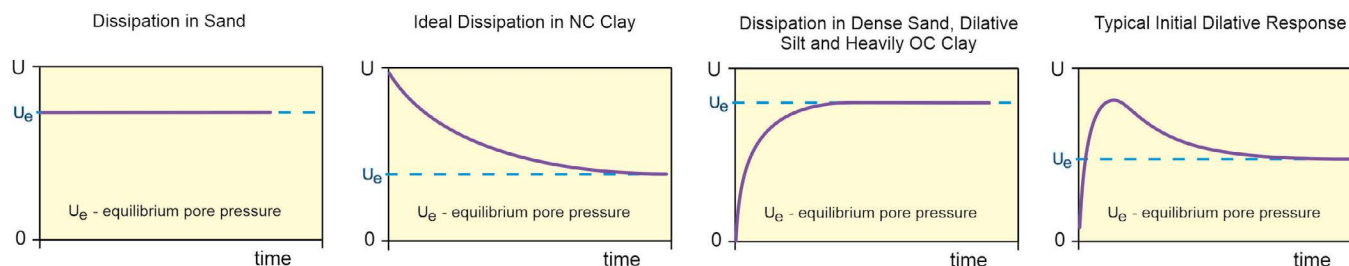 Dissipation in Sand
U
Ue
Ue - equilibrium pore pressure
0
time
Ideal Dissipation in NC Clay
U
Ue
Ue - equilibrium pore pressure
0
time
Dissipation in Dense Sand, Dilative
Silt and Heavily OC Clay
U
Ue
Ue - equilibrium pore pressure
0
time
Typical Initial Dilative Response
U
Ue
Ue - equilibrium pore pressure
0
time